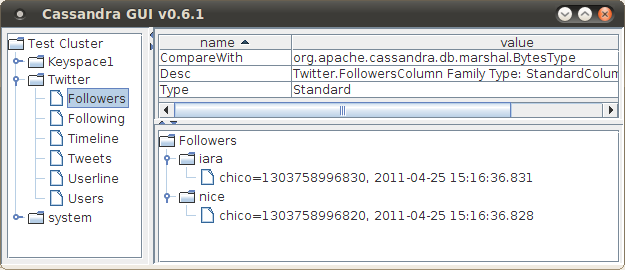 Cassandra GUI v0.6.1
Test Cluster
Keyspace1
Twitter
Followers
Following
Timeline
Tweets
Userline
Users
system
name value
CompareWith org.apache.cassandra.db.marshal.BytesType
Desc Twitter.FollowersColumn Family Type: StandardColum
Type Standard
Followers
iara
chico=1303758996830, 2011-04-25 15:16:36.831
nice
chico=1303758996820, 2011-04-25 15:16:36.828